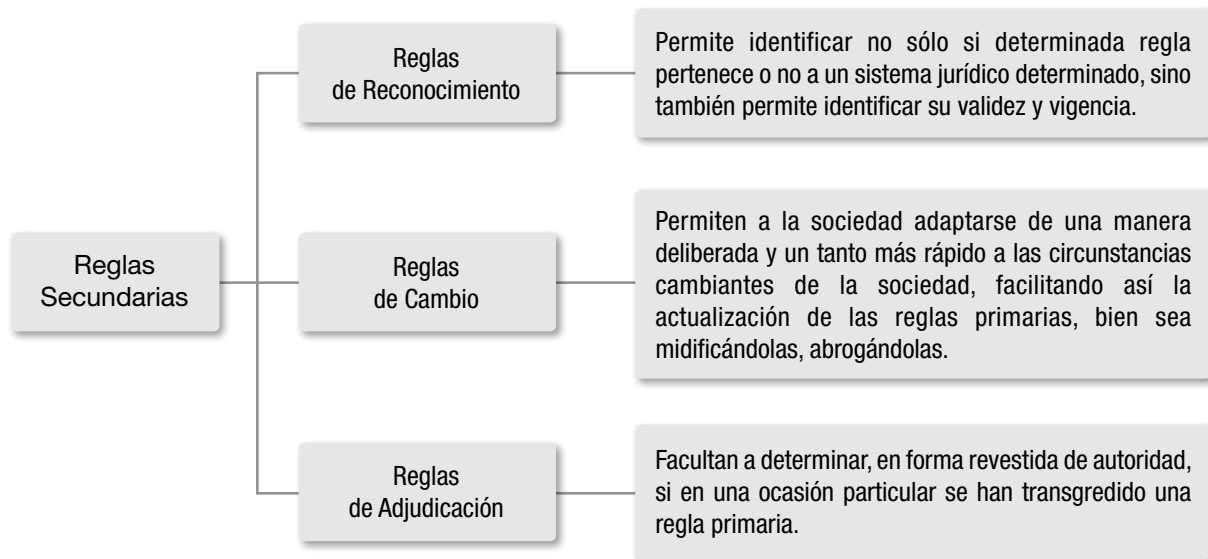 Reglas
de Reconocimiento
Permite identificar no sólo si determinada regla
pertenece o no a un sistema jurídico determinado, sino
también permite identificar su validez y vigencia.
Reglas
Secundarias
Reglas
de Cambio
Permiten a la sociedad adaptarse de una manera
deliberada y un tanto más rápido a las circunstancias
cambiantes de la sociedad, facilitando así la
actualización de las reglas primarias, bien sea
midificándolas, abrogándolas.
Reglas
de Adjudicación
Facultan a determinar, en forma revestida de autoridad,
si en una ocasión particular se han transgredido una
regla primaria.